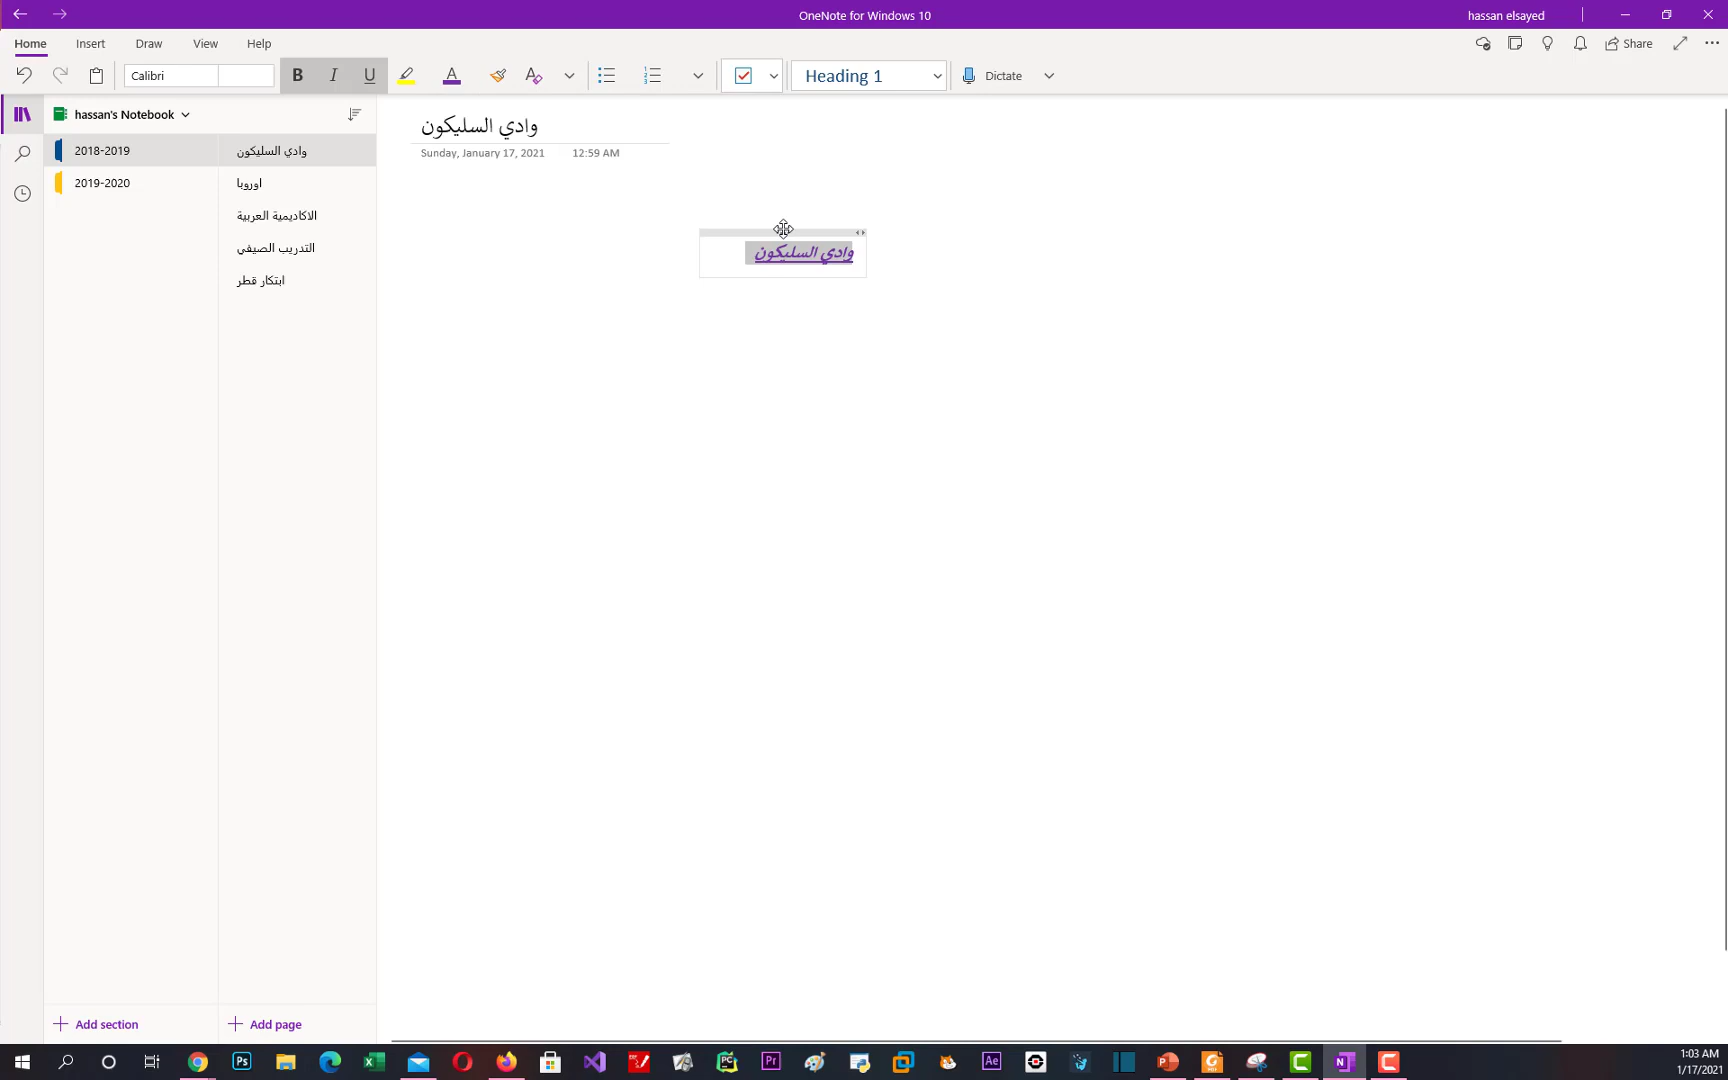 OneNote for Windows 10
hassan elsayed
Home
Insert
Draw
View
Help
Share
Calibri
B
I
U
A
Heading 1
Dictate
hassan's Notebook
2018-2019
2019-2020
وادي السليكون
اوروبا
الاكاديمية العربية
التدريب الصيفي
ابتكار قطر
وادي السليكون
Sunday, January 17, 2021
12:59 AM
وادي السليكون
Add section
Add page
1:03 AM
1/17/2021